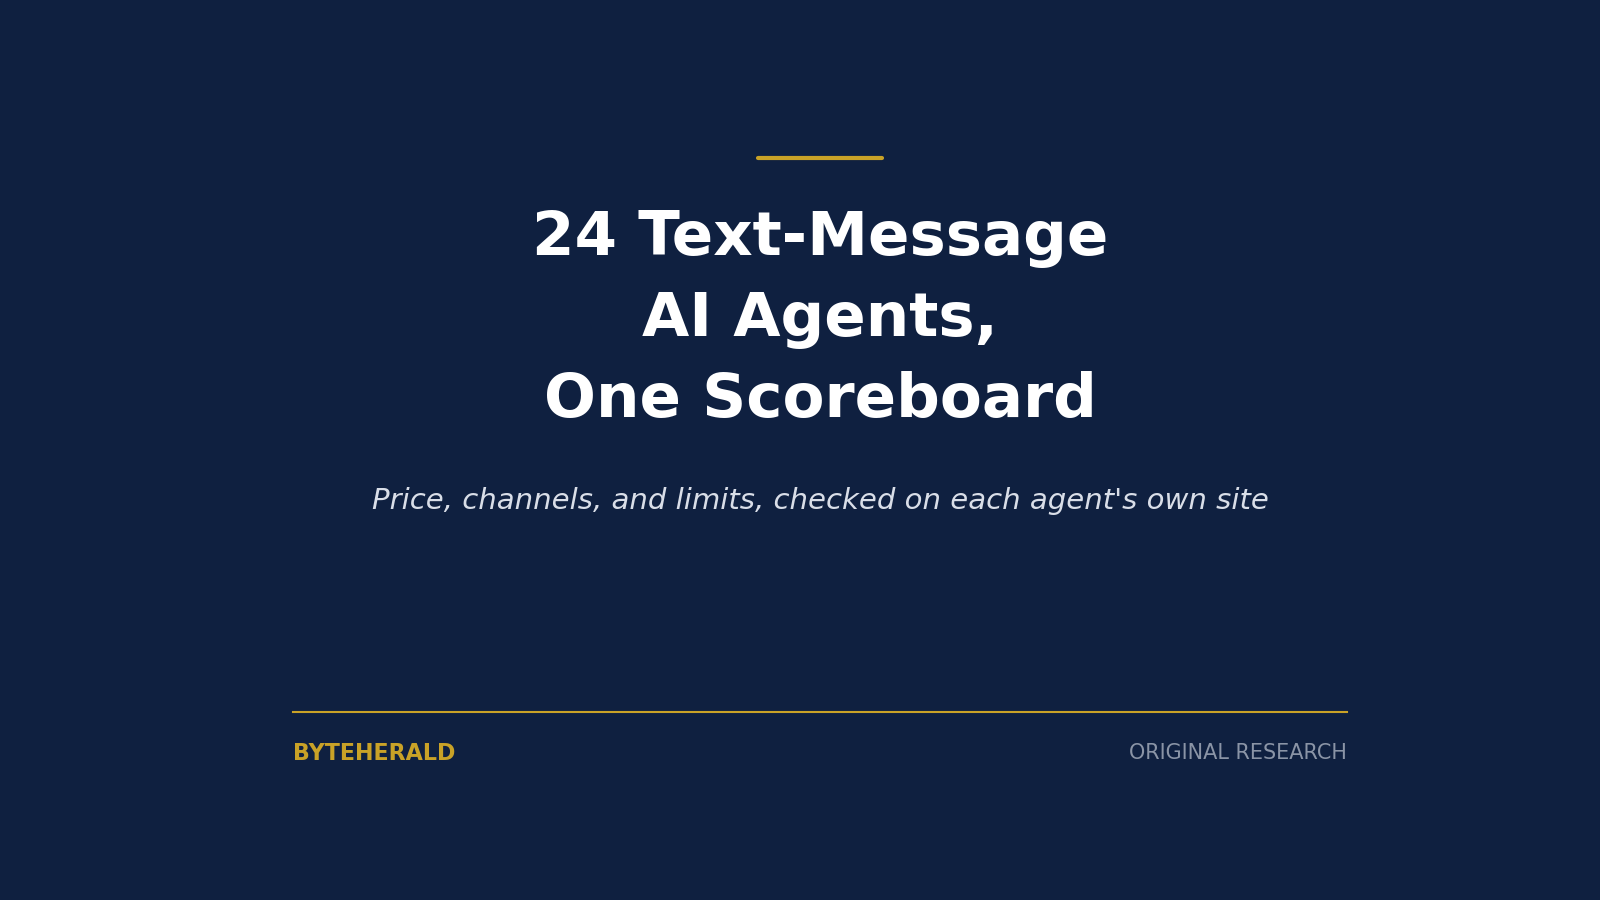 24 Text-Message
AI Agents,
One Scoreboard
Price, channels, and limits, checked on each agent's own site
BYTEHERALD
ORIGINAL RESEARCH